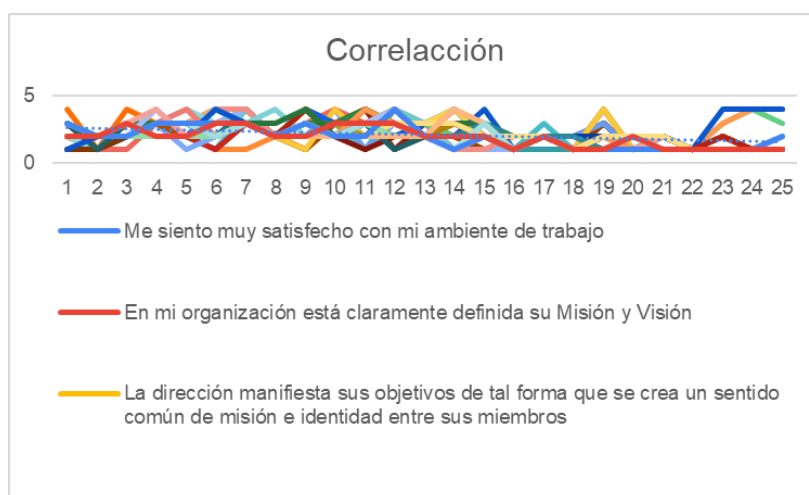 Correlacción
5
0
1 2 3 4 5 6 7 8 9 10 11 12 13 14 15 16 17 18 19 20 21 22 23 24 25
Me siento muy satisfecho con mi ambiente de trabajo
En mi organización está claramente definida su Misión y Visión
La dirección manifiesta sus objetivos de tal forma que se crea un sentido
común de misión e identidad entre sus miembros